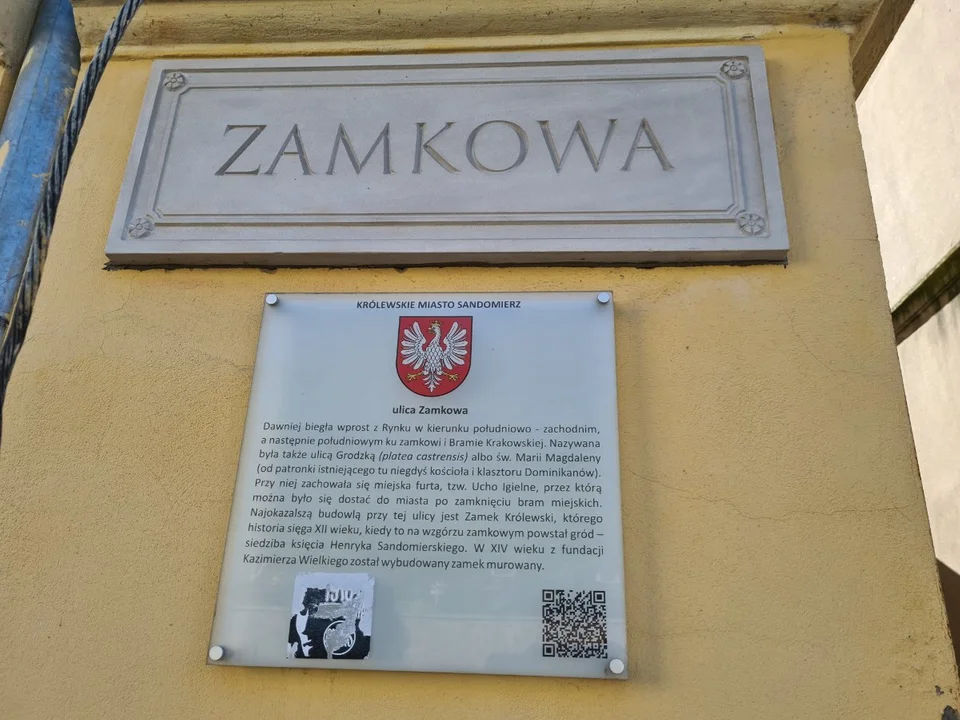 ZAMKOWA
KRÓLEWSKIE MIASTO SANDOMIERZ
ulica Zamkowa
Dawniej biegła wprost z Rynku w kierunku południowo - zachodnim,
a następnie południowym ku zamkowi i Bramie Krakowskiej. Nazywana
była także ulicą Grodzką (platea castrensis) albo św. Marii Magdaleny
(od patronki istniejącego tu niegdyś kościoła i klasztoru Dominikanów).
Przy niej zachowała się miejska furta, tzw. Ucho Igielne, przez którą
można było się dostać do miasta po zamknięciu bram miejskich.
Najokazalszą budowlą przy tej ulicy jest Zamek Królewski, którego
historia sięga XII wieku, kiedy to na wzgórzu zamkowym powstał gród –
siedziba księcia Henryka Sandomierskiego. W XIV wieku z fundacji
Kazimierza Wielkiego został wybudowany zamek murowany.